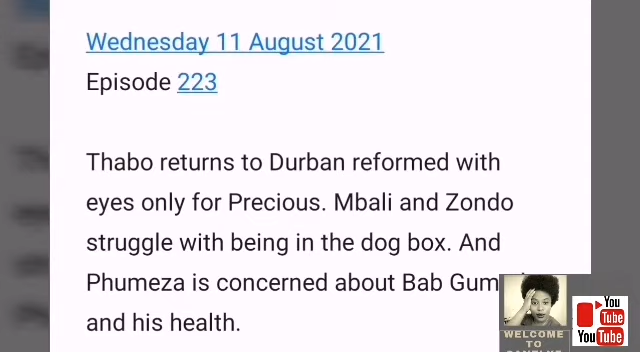 Wednesday 11 August 2021
Episode 223
Thabo returns to Durban reformed with
eyes only for Precious. Mbali and Zondo
struggle with being in the dog box. And
Phumeza is concerned about Bab
and his health.
WELCOME
TO
You
Tube
YouTube